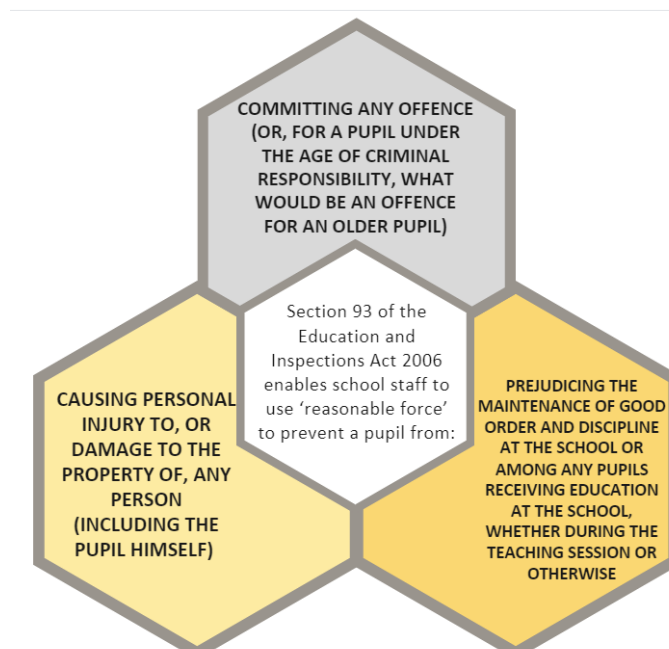 COMMITTING ANY OFFENCE
(OR, FOR A PUPIL UNDER
THE AGE OF CRIMINAL
RESPONSIBILITY, WHAT
WOULD BE AN OFFENCE
FOR AN OLDER PUPIL)
Section 93 of the
Education and
Inspections Act 2006
enables school staff to
use ‘reasonable force’
to prevent a pupil from:
CAUSING PERSONAL
INJURY TO, OR
DAMAGE TO THE
PROPERTY OF, ANY
PERSON
(INCLUDING THE
PUPIL HIMSELF)
PREJUDICING THE
MAINTENANCE OF GOOD
ORDER AND DISCIPLINE
AT THE SCHOOL OR
AMONG ANY PUPILS
RECEIVING EDUCATION
AT THE SCHOOL,
WHETHER DURING THE
TEACHING SESSION OR
OTHERWISE